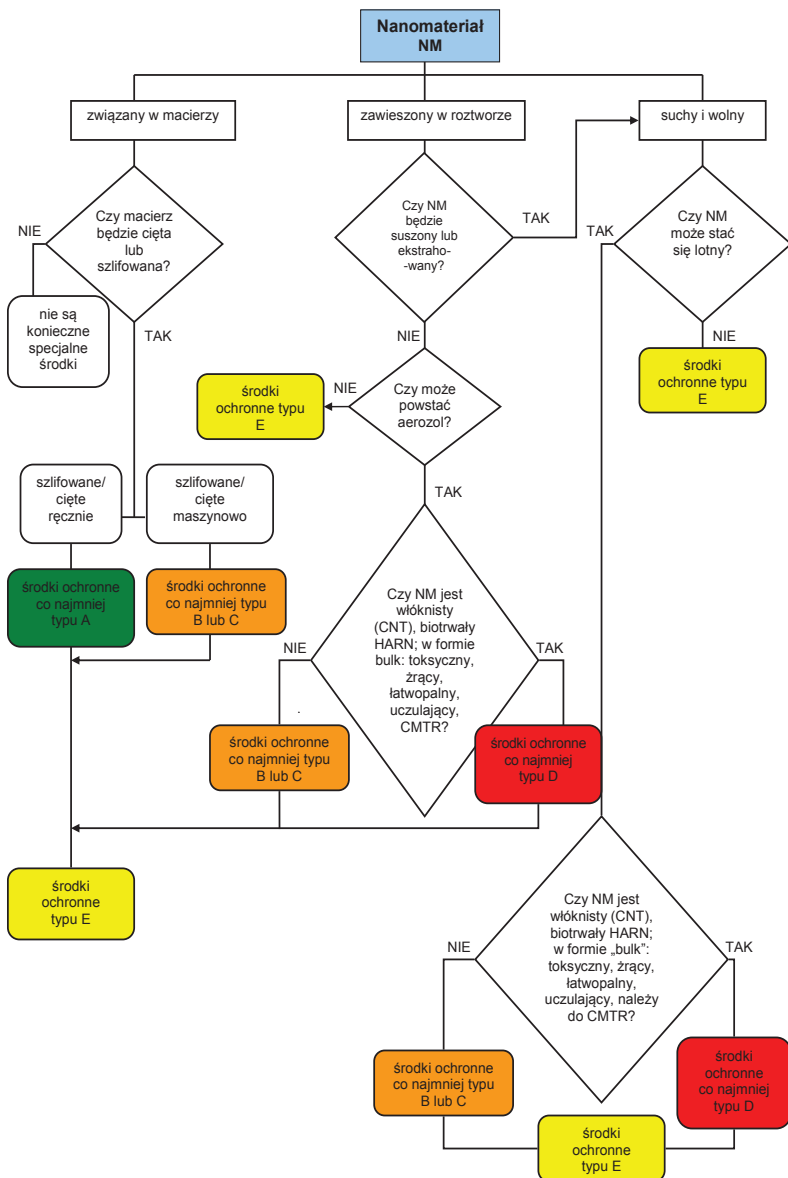 Nanomateriał
NM
związany w macierzy
zawieszony w roztworze
suchy i wolny
Czy macierz
będzie cięta
lub
szlifowana?
NIE
TAK
nie są
konieczne
specjalne
środki
Czy NM
będzie
suszony lub
ekstraho-
-wany?
TAK
NIE
Czy NM
może stać
się lotny?
TAK
NIE
środki
ochronne typu
E
Czy może
powstać
aerozol?
NIE
środki
ochronne typu
E
TAK
szlifowane/
cięte
ręcznie
szlifowane/
cięte
maszynowo
środki ochronne
co najmniej
typu A
środki ochronne
co najmniej typu
B lub C
Czy NM jest
włóknisty
(CNT), biotrwały
HARN; w formie
bulk: toksyczny,
żrący,
łatwopalny,
uczulający,
CMTR?
NIE
TAK
.
środki ochronne
co najmniej typu
B lub C
środki ochronne
co najmniej
typu D
środki
ochronne
typu E
Czy NM jest
włóknisty (CNT),
biotrwały HARN;
w formie „bulk”:
toksyczny, żrący,
łatwopalny,
uczulający, należy
do CMTR?
NIE
TAK
środki
ochronne
co najmniej typu
B lub C
środki
ochronne
co najmniej
typu D
środki
ochronne
typu E